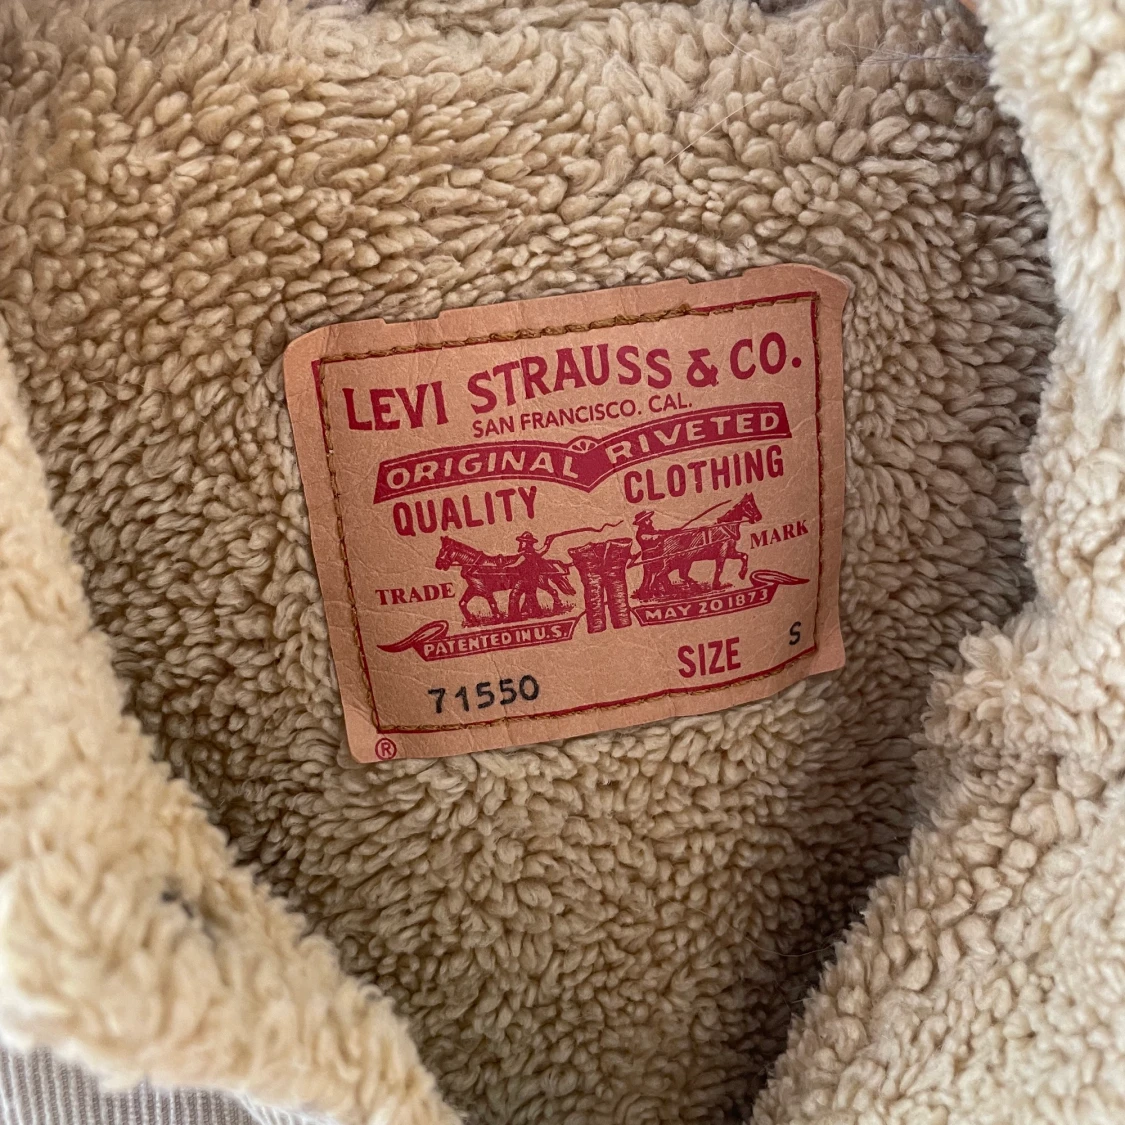 LEVI STRAUSS & CO.
SAN FRANCISCO. CAL.
ORIGINAL RIVETED
QUALITY CLOTHING
TRADE MARK
PATENTED IN U.S. MAY 20 1873
SIZE S
71550
®